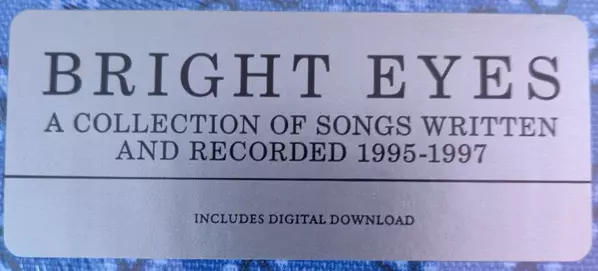 BRIGHT EYES
A COLLECTION OF SONGS WRITTEN
AND RECORDED 1995-1997
INCLUDES DIGITAL DOWNLOAD